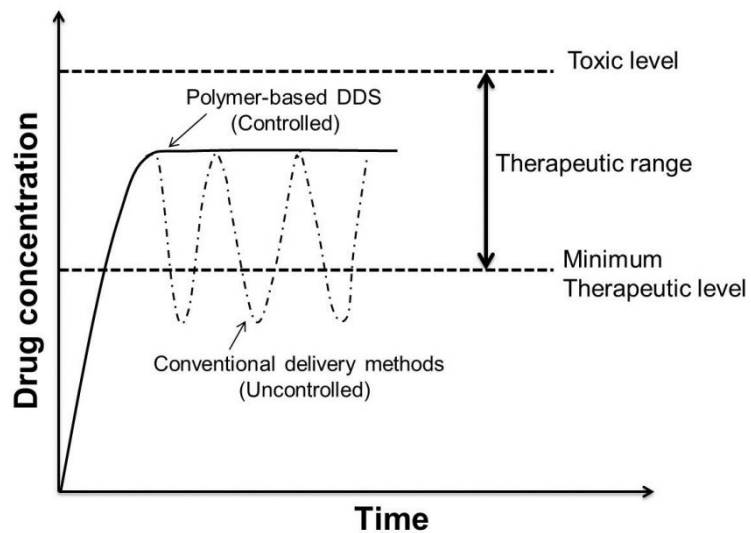 Toxic level
Polymer-based DDS
(Controlled)
Therapeutic range
Minimum
Therapeutic level
Conventional delivery methods
(Uncontrolled)
Drug concentration
Time